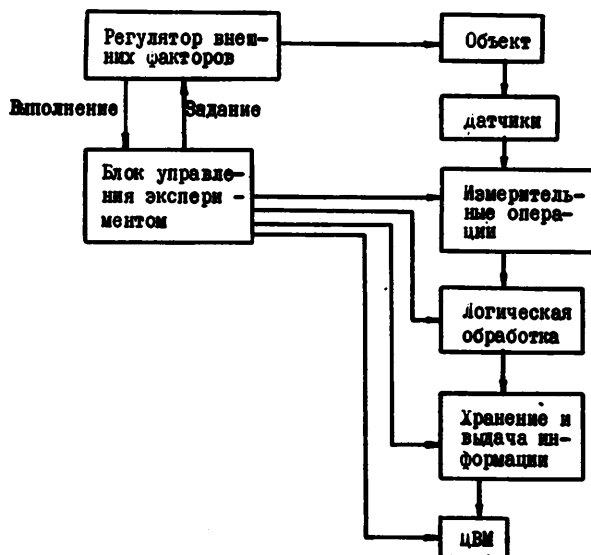 Регулятор внеш-
них факторов
Объект
Выполнение
Задание
Датчики
Блок управле-
ния экспери-
ментом
Измеритель-
ные опера-
ции
Логическая
обработка
Хранение и
выдача ин-
формации
ЦВМ